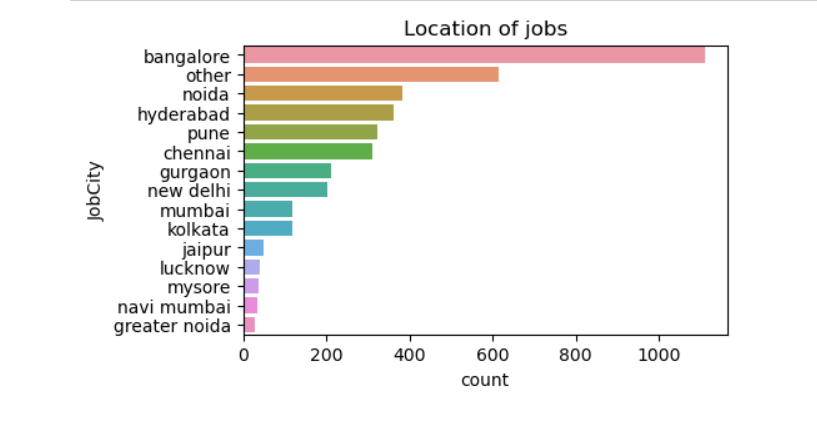 Location of jobs
bangalore
other
noida
hyderabad
pune
chennai
gurgaon
new delhi
mumbai
kolkata
jaipur
lucknow
mysore
navi mumbai
greater noida
JobCity
0 200 400 600 800 1000
count